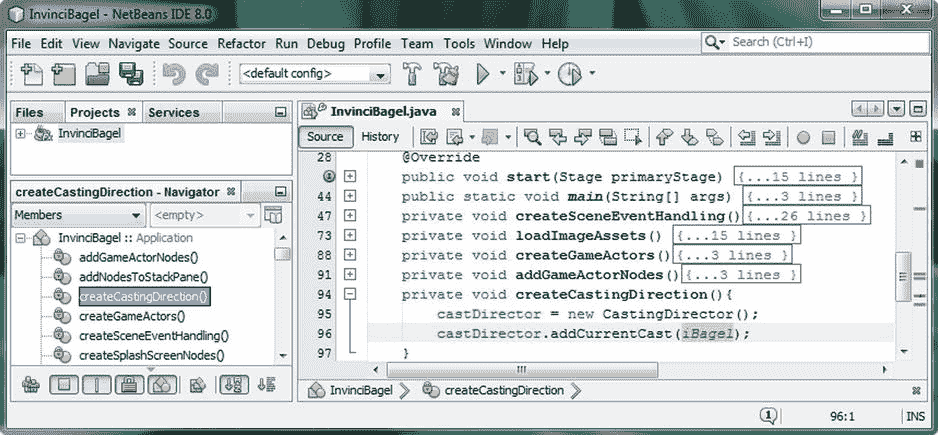 InvinciBagel - NetBeans IDE 8.0
File Edit View Navigate Source Refactor Run Debug Profile Team Tools Window Help
Search (Ctrl+I)
<default config>
Files Projects Services
InvinciBagel
createCastingDirection - Navigator
Members <empty>
InvinciBagel :: Application
addGameActorNodes()
addNodesToStackPane()
createCastingDirection()
createGameActors()
createSceneEventHandling()
createSplashScreenNodes()
InvinciBagel.java
Source History
28 @Override
public void start(Stage primaryStage) {...15 lines }
44 public static void main(String[] args) {...3 lines }
47 private void createSceneEventHandling() {...26 lines }
73 private void loadImageAssets() {...15 lines }
88 private void createGameActors() {...3 lines }
91 private void addGameActorNodes() {...3 lines }
94 private void createCastingDirection(){
95 castDirector = new CastingDirector();
96 castDirector.addCurrentCast(iBagel);
97 }
InvinciBagel createCastingDirection
1 96:1 INS